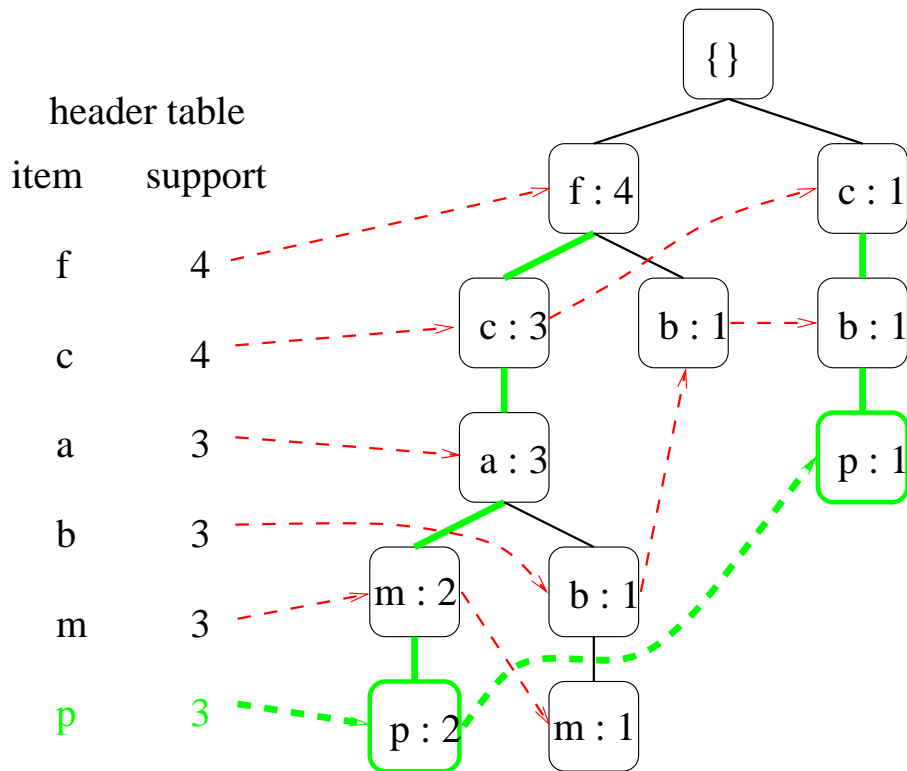 {}
header table
item support
f : 4
c : 1
f 4
c : 3
b : 1
b : 1
c 4
a 3
a : 3
p : 1
b 3
m : 2
b : 1
m 3
p 3
p : 2
m : 1